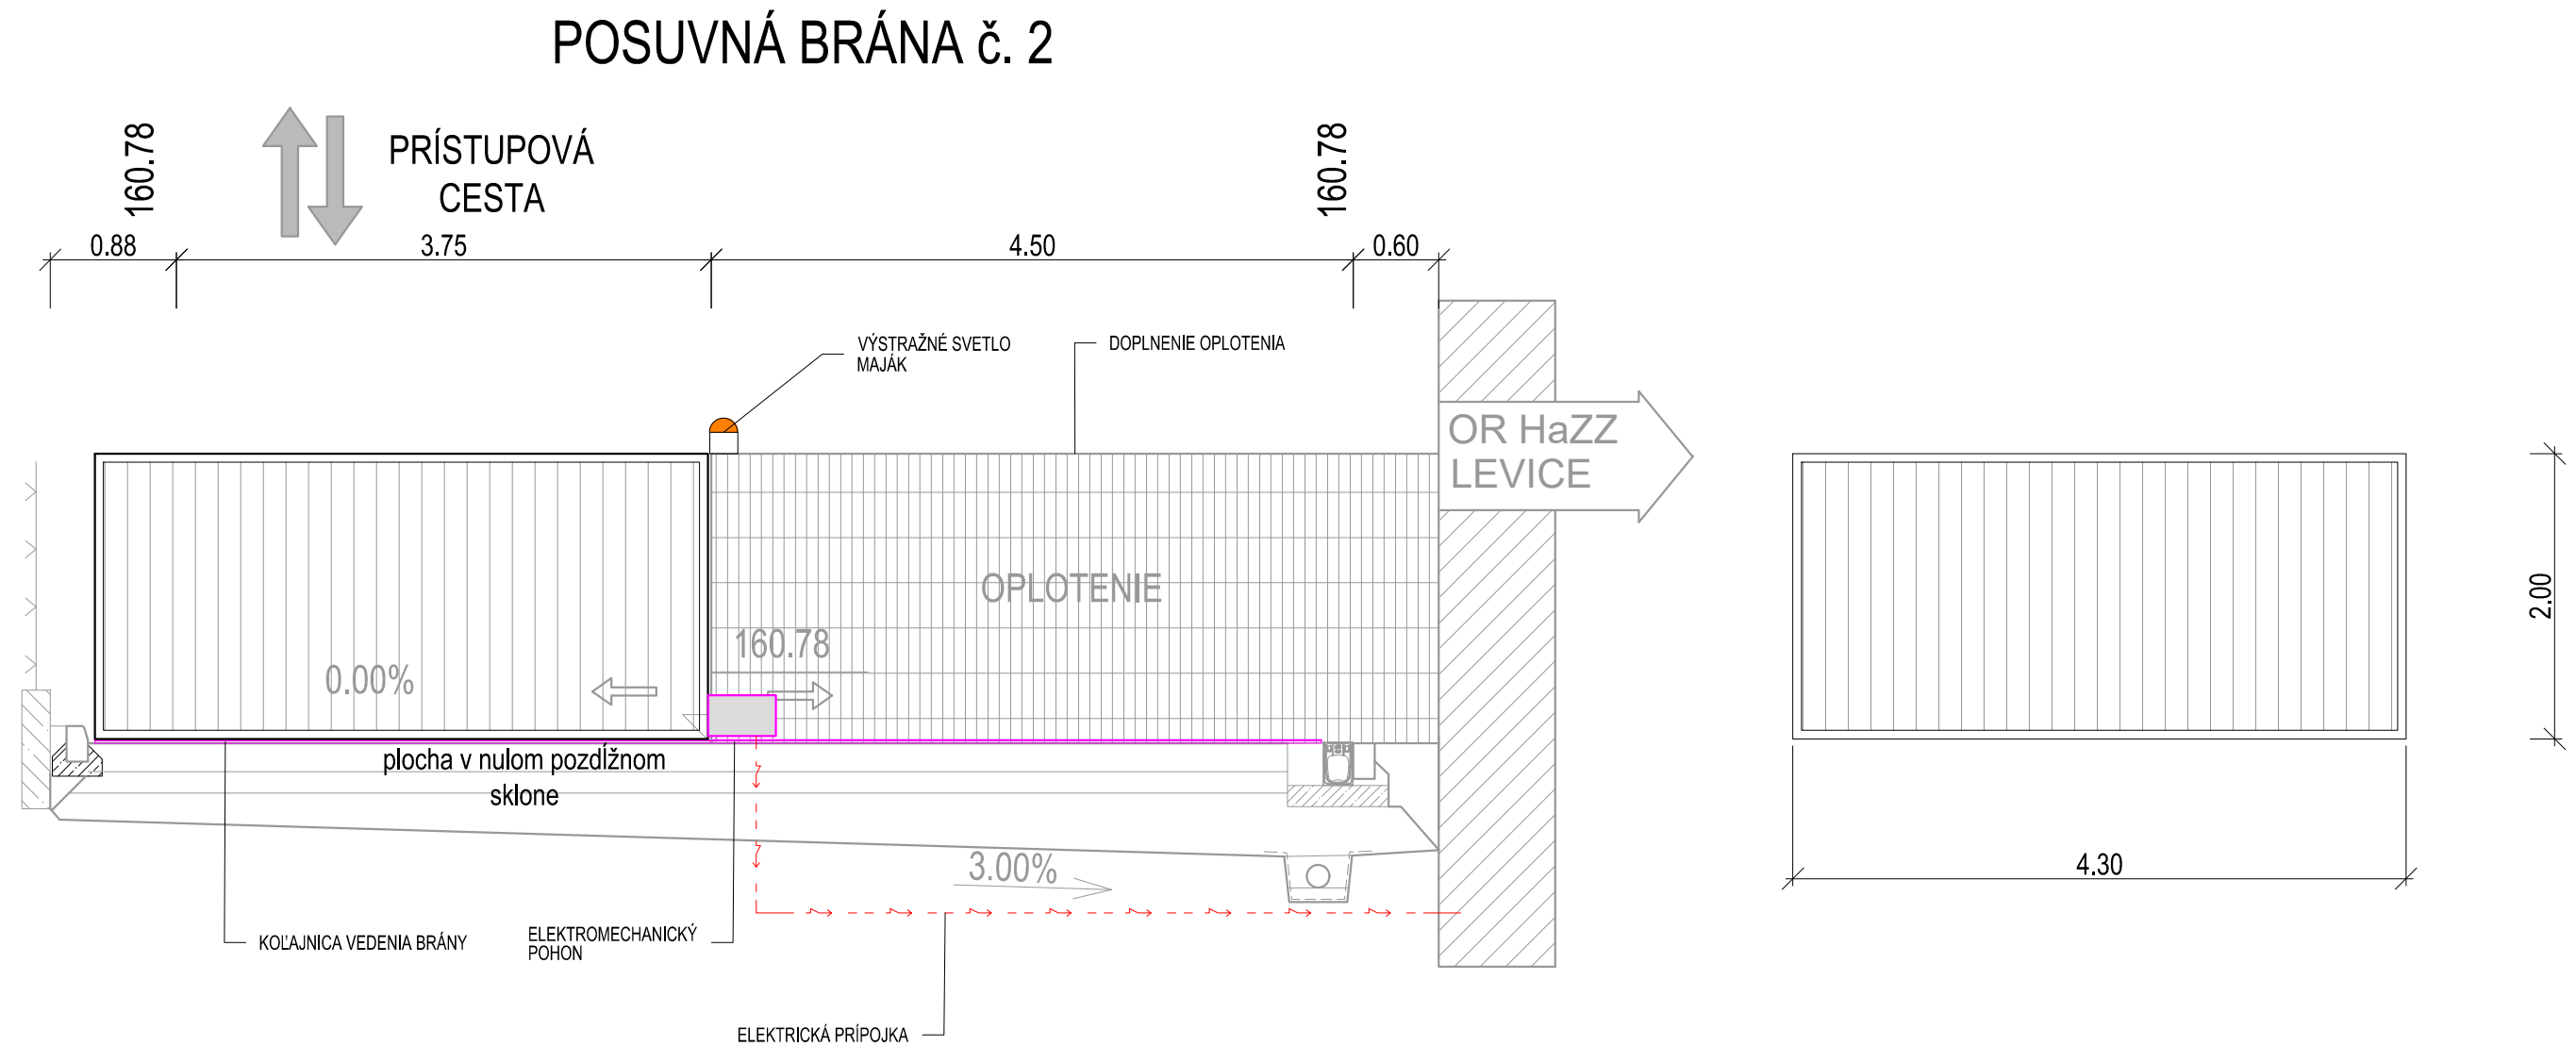 POSUVNÁ BRÁNA č. 2
160.78
PRÍSTUPOVÁ
CESTA
160.78
0.88
3.75
4.50
0.60
VÝSTRAŽNÉ SVETLO
MAJÁK
DOPLNENIE OPLOTENIA
OR HaZZ
LEVICE
OPLOTENIE
160.78
0.00%
2.00
plocha v nulom pozdĺžnom
sklone
3.00%
4.30
KOĽAJNICA VEDENIA BRÁNY
ELEKTROMECHANICKÝ
POHON
ELEKTRICKÁ PRÍPOJKA